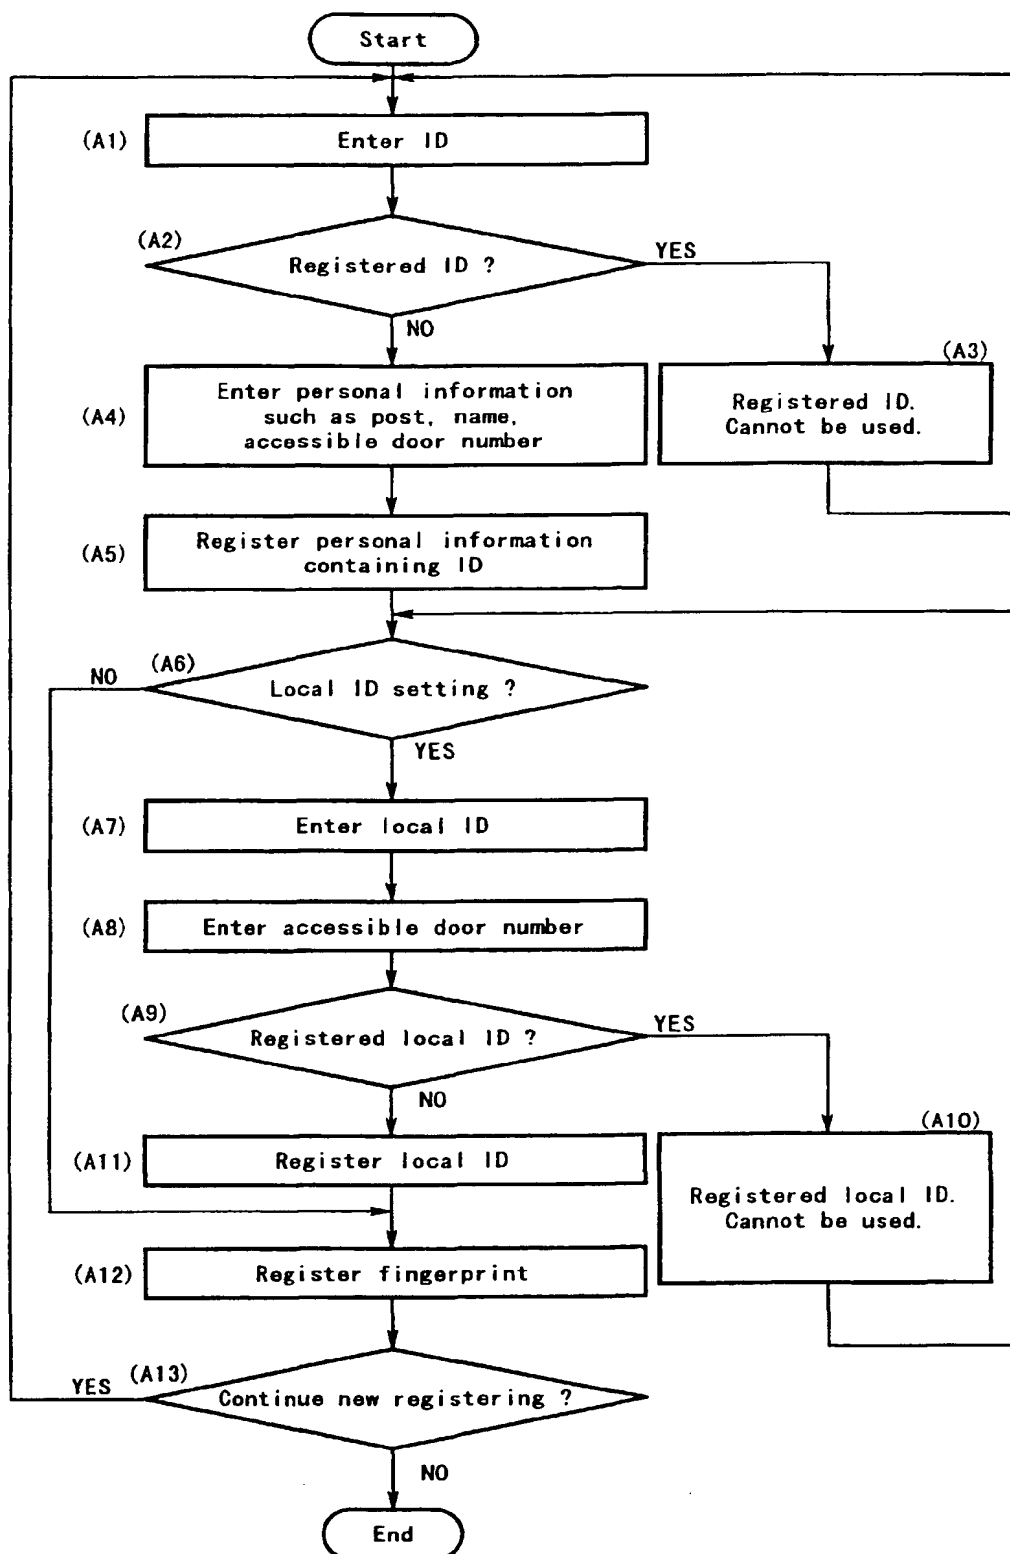 Start
(A1)
Enter ID
(A2)
Registered ID ?
YES
NO
(A3)
Registered ID.
Cannot be used.
(A4)
Enter personal information
such as post, name,
accessible door number
(A5)
Register personal information
containing ID
(A6)
NO
Local ID setting ?
YES
(A7)
Enter local ID
(A8)
Enter accessible door number
(A9)
Registered local ID ?
YES
NO
(A10)
Registered local ID.
Cannot be used.
(A11)
Register local ID
(A12)
Register fingerprint
(A13)
YES
Continue new registering ?
NO
End